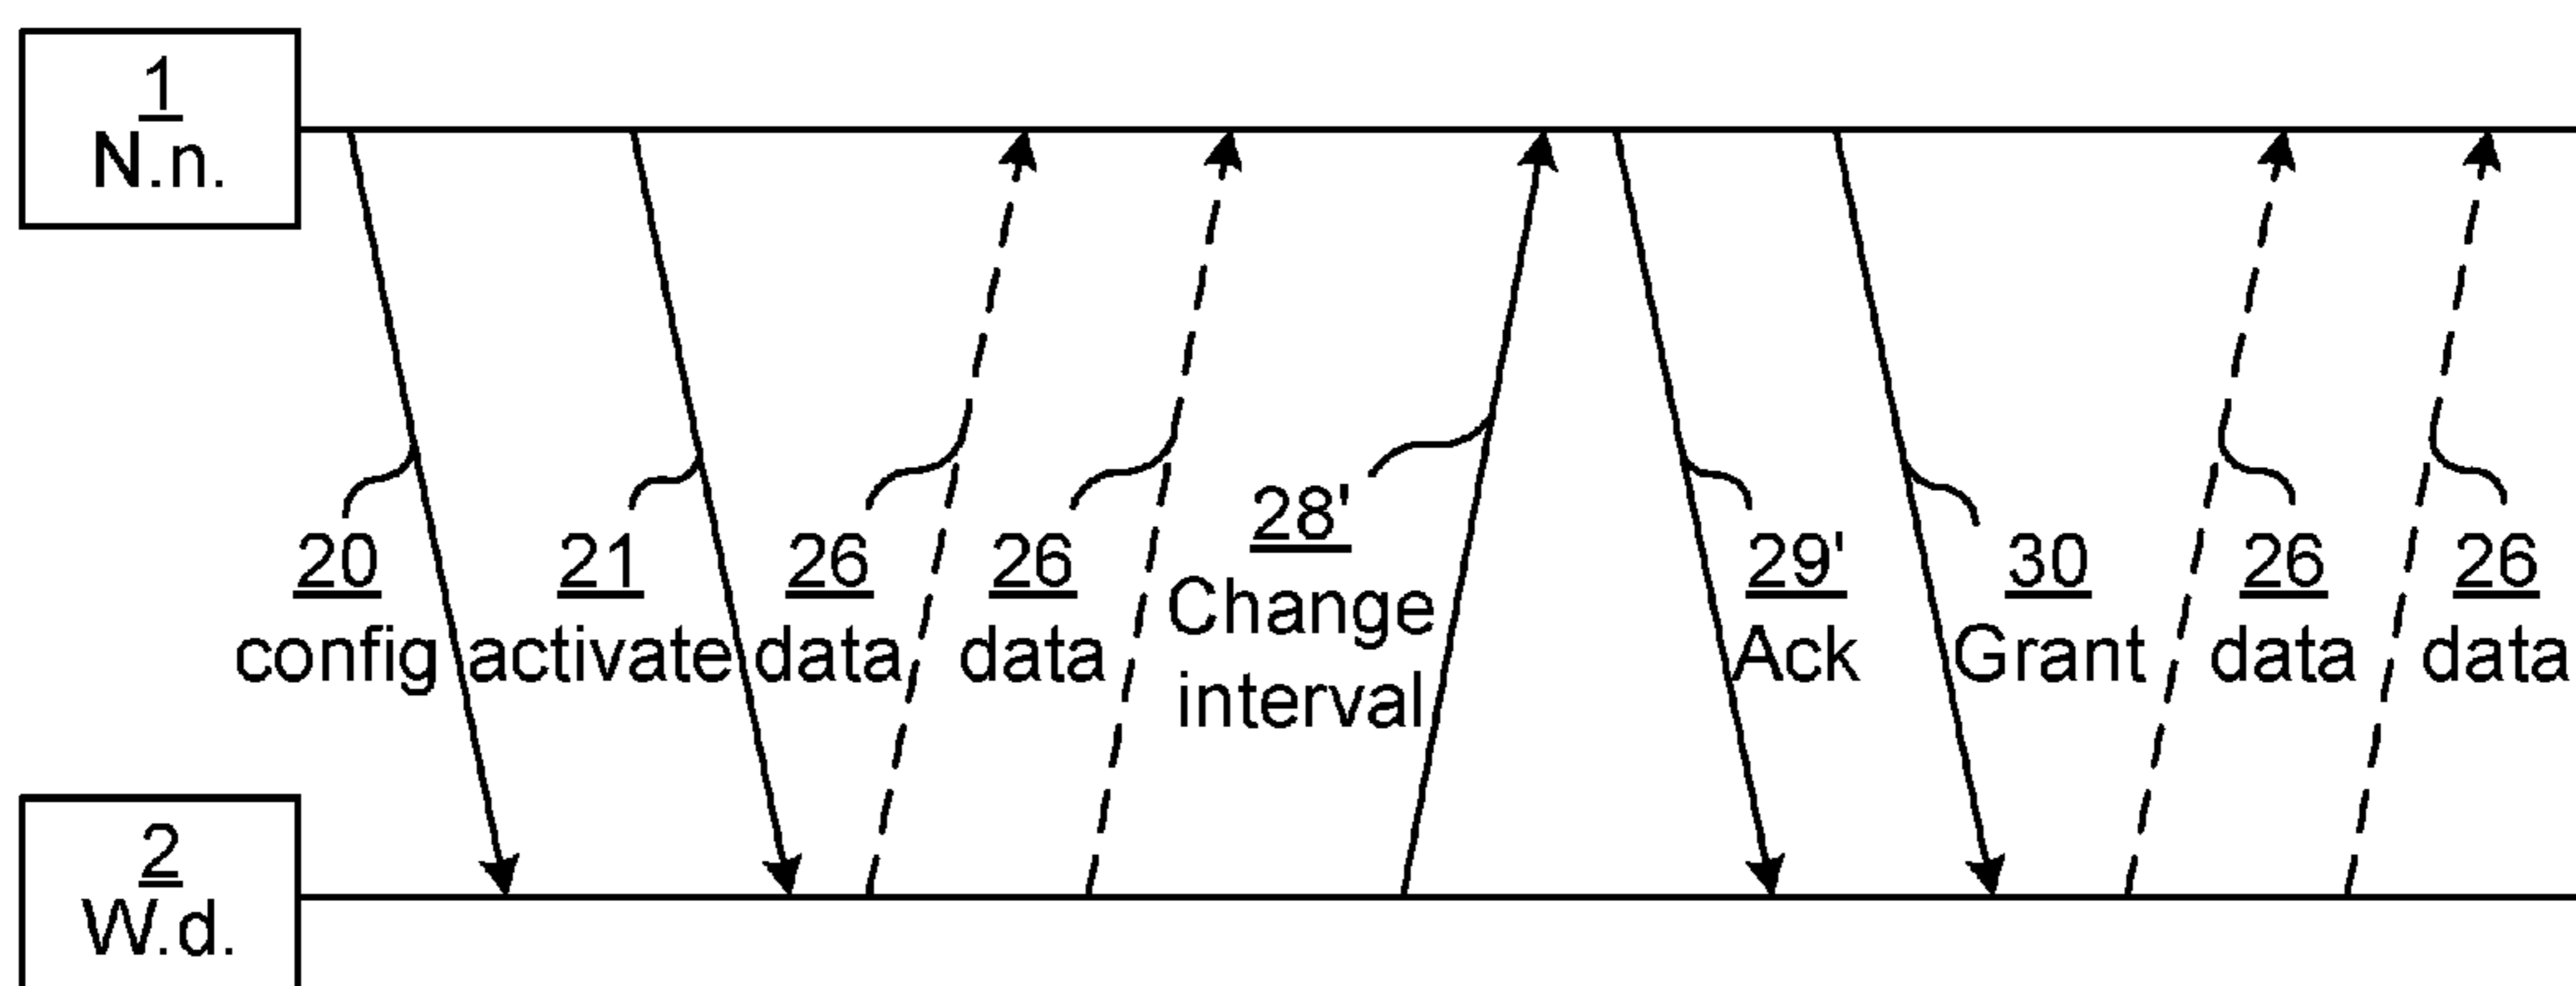 1
N.n.
20
config
21
activate
26
data
26
data
28'
Change
interval
29'
Ack
30
Grant
26
data
26
data
2
W.d.